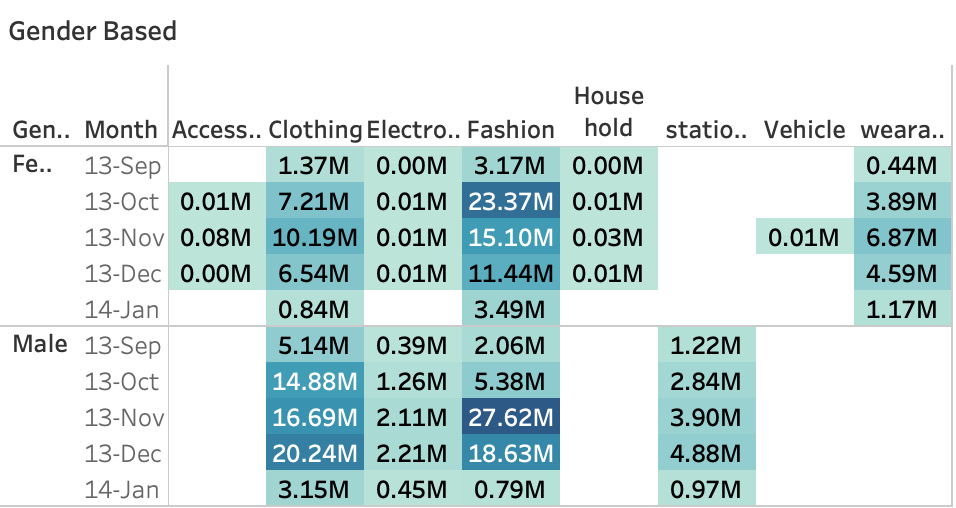 Gender Based
House
Gen.. Month Access.. Clothing Electro.. Fashion hold statio.. Vehicle weara..
Fe.. 13-Sep 1.37M 0.00M 3.17M 0.00M 0.44M
13-Oct 0.01M 7.21M 0.01M 23.37M 0.01M 3.89M
13-Nov 0.08M 10.19M 0.01M 15.10M 0.03M 0.01M 6.87M
13-Dec 0.00M 6.54M 0.01M 11.44M 0.01M 4.59M
14-Jan 0.84M 3.49M 1.17M
Male 13-Sep 5.14M 0.39M 2.06M 1.22M
13-Oct 14.88M 1.26M 5.38M 2.84M
13-Nov 16.69M 2.11M 27.62M 3.90M
13-Dec 20.24M 2.21M 18.63M 4.88M
14-Jan 3.15M 0.45M 0.79M 0.97M